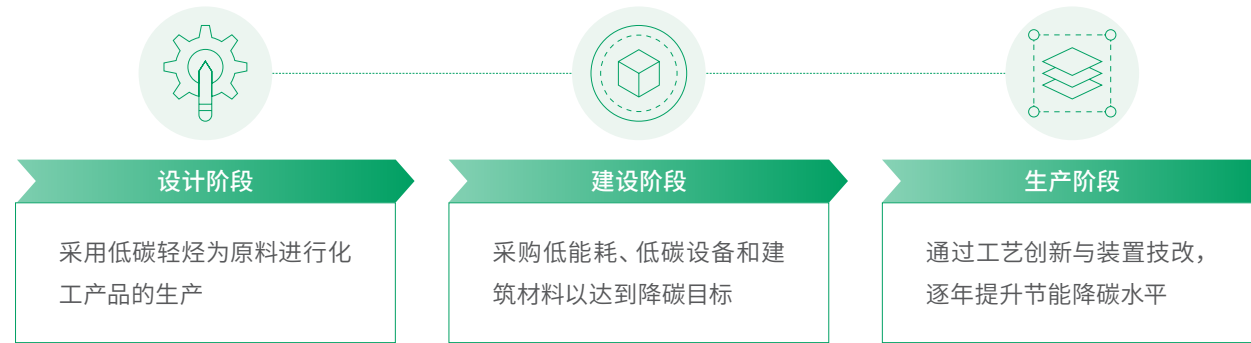 设计阶段
采用低碳轻烃为原料进行化
工产品的生产
建设阶段
采购低能耗、低碳设备和建
筑材料以达到降碳目标
生产阶段
通过工艺创新与装置技改，
逐年提升节能降碳水平